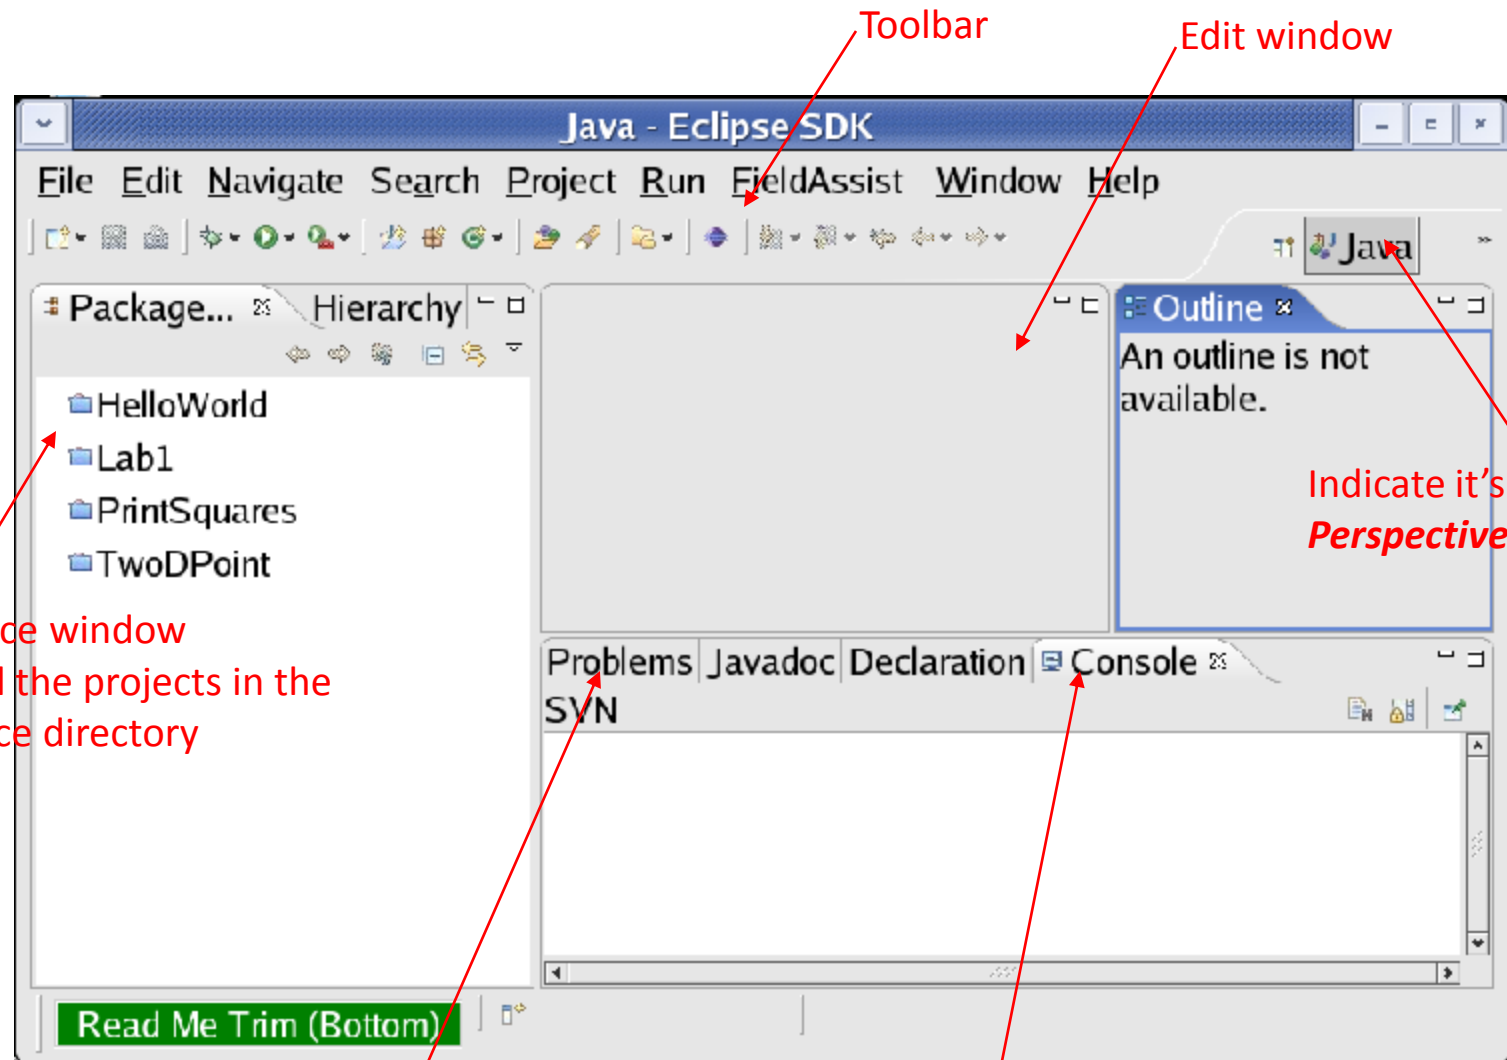 Toolbar
Edit window
Java - Eclipse SDK
File Edit Navigate Search Project Run FieldAssist Window Help
Java
Package... Hierarchy
Outline
An outline is not
available.
HelloWorld
Lab1
PrintSquares
TwoDPoint
Indicate it's
Perspective
window
the projects in the
directory
Problems Javadoc Declaration Console
SVN
Read Me Trim (Bottom)